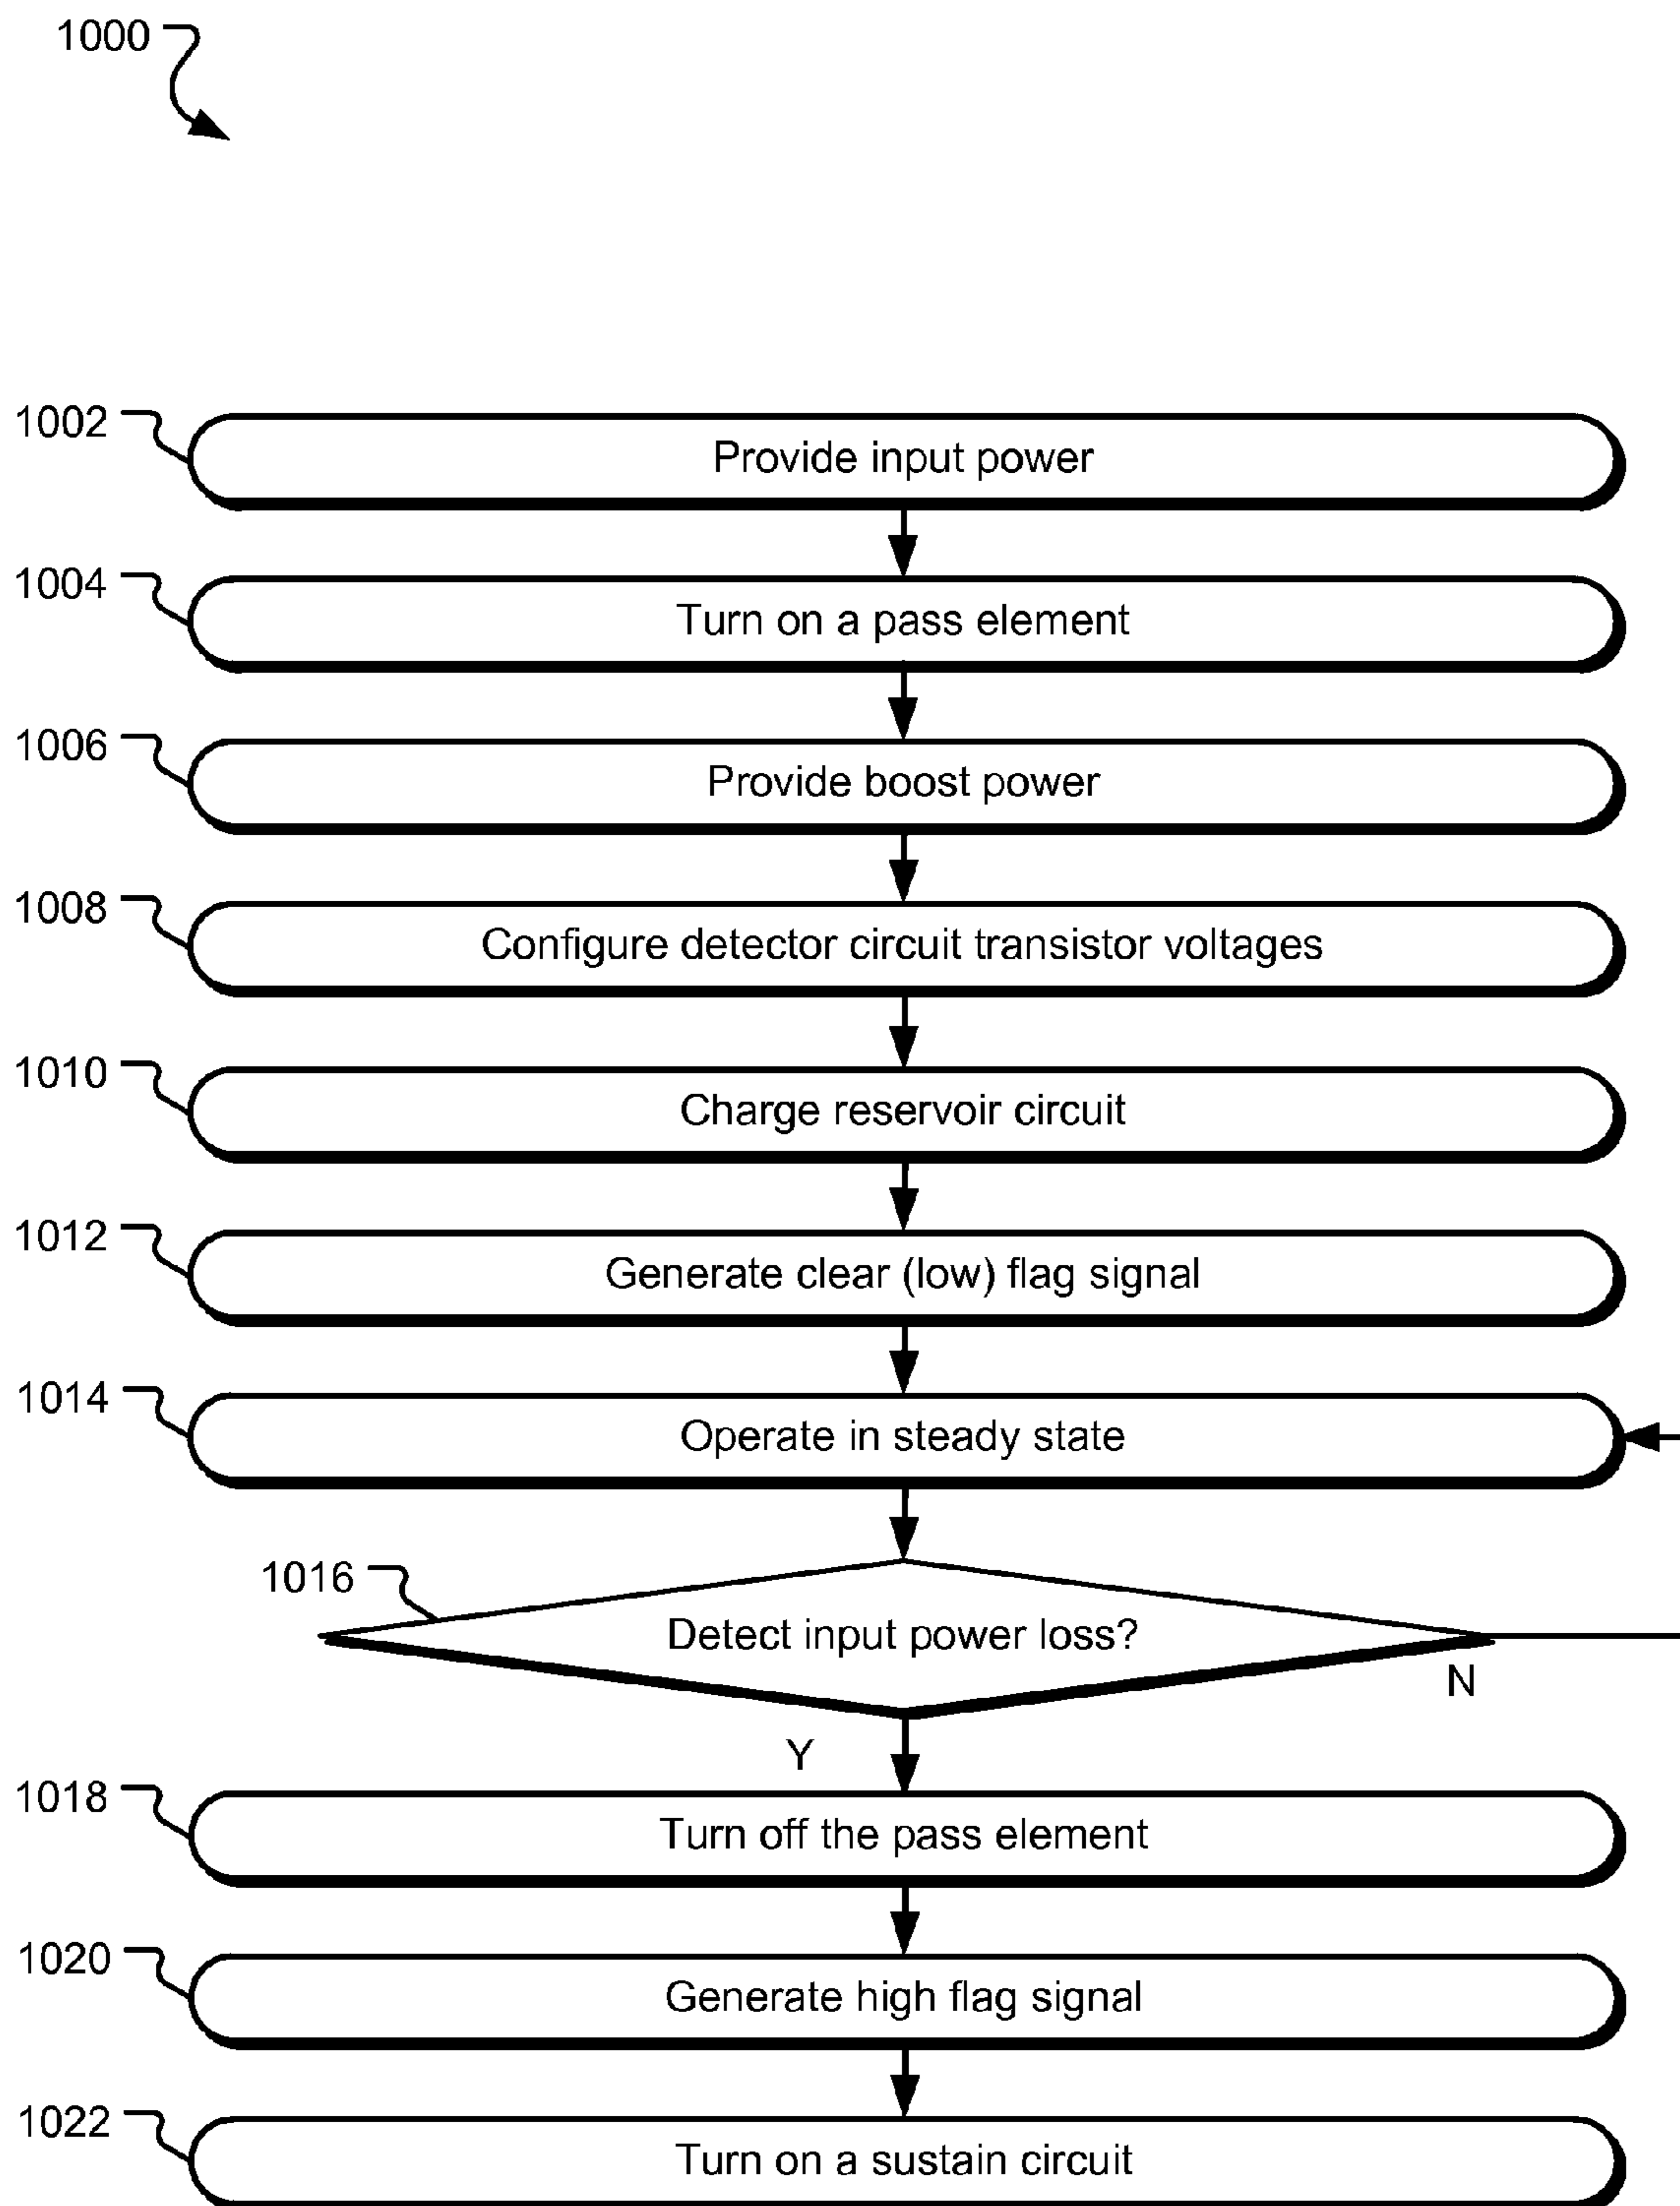 1000
1002
Provide input power
1004
Turn on a pass element
1006
Provide boost power
1008
Configure detector circuit transistor voltages
1010
Charge reservoir circuit
1012
Generate clear (low) flag signal
1014
Operate in steady state
1016
Detect input power loss?
N
Y
1018
Turn off the pass element
1020
Generate high flag signal
1022
Turn on a sustain circuit